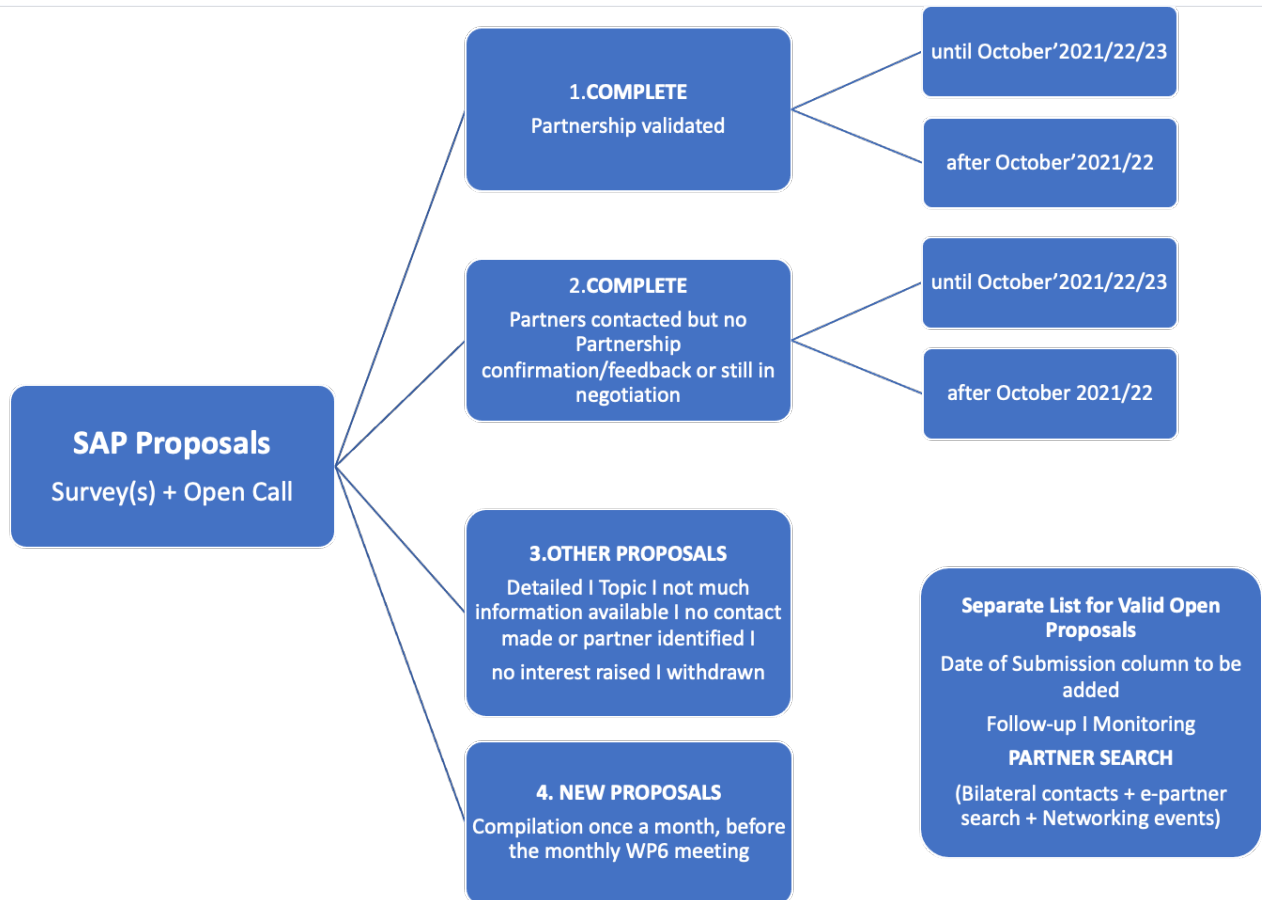 SAP Proposals
Survey(s) + Open Call
1.COMPLETE
Partnership validated
until October’2021/22/23
after October’2021/22
2.COMPLETE
Partners contacted but no
Partnership
confirmation/feedback or still in
negotiation
until October’2021/22/23
after October 2021/22
3.OTHER PROPOSALS
Detailed I Topic I not much
information available I no contact
made or partner identified I
no interest raised I withdrawn
4. NEW PROPOSALS
Compilation once a month, before
the monthly WP6 meeting
Separate List for Valid Open
Proposals
Date of Submission column to be
added
Follow-up I Monitoring
PARTNER SEARCH
(Bilateral contacts + e-partner
search + Networking events)